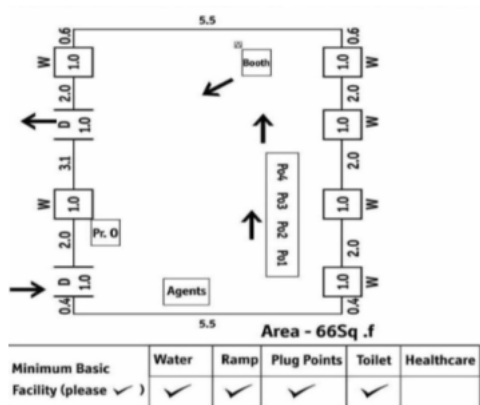 5.5
0.6
W
1.0
2.0
D
1.0
3.1
W
1.0
2.0
D
1.0
0.4
Booth
Pr. O
Agents
Po4 Po3 Po2 Po1
0.6
1.0
W
2.0
1.0
W
2.0
1.0
W
2.0
1.0
W
0.4
5.5
Area - 66Sq .f
Minimum Basic
Facility (please ✓ )
Water
Ramp
Plug Points
Toilet
Healthcare
✓ ✓ ✓ ✓